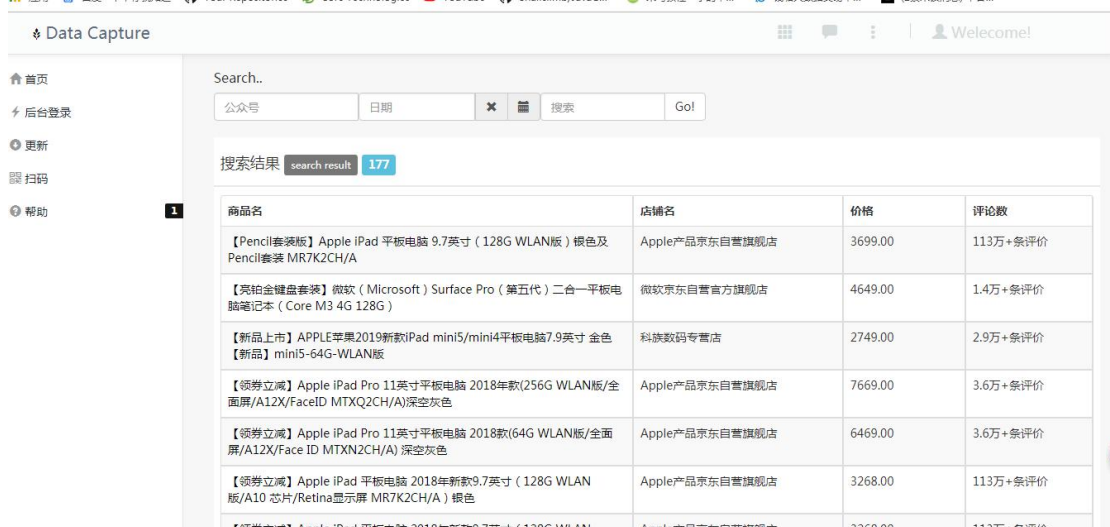 Data Capture
Welecome!
首页
后台登录
更新
扫码
帮助
1
Search..
公众号 日期 搜索 Go!
搜索结果 search result 177
商品名 店铺名 价格 评论数
【Pencil套装版】Apple iPad 平板电脑 9.7英寸（128G WLAN版）银色及 Apple产品京东自营旗舰店 3699.00 113万+条评价
Pencil套装 MR7K2CH/A
【亮铂金键盘套装】微软（Microsoft）Surface Pro（第五代）二合一平板电 微软京东自营官方旗舰店 4649.00 1.4万+条评价
脑笔记本（Core M3 4G 128G）
【新品上市】APPLE苹果2019新款iPad mini5/mini4平板电脑7.9英寸 金色 科族数码专营店 2749.00 2.9万+条评价
【新品】mini5-64G-WLAN版
【领券立减】Apple iPad Pro 11英寸平板电脑 2018年款(256G WLAN版/全 Apple产品京东自营旗舰店 7669.00 3.6万+条评价
面屏/A12X/FaceID MTXQ2CH/A)深空灰色
【领券立减】Apple iPad Pro 11英寸平板电脑 2018款(64G WLAN版/全面 Apple产品京东自营旗舰店 6469.00 3.6万+条评价
屏/A12X/Face ID MTXN2CH/A) 深空灰色
【领券立减】Apple iPad 平板电脑 2018年新款9.7英寸（128G WLAN Apple产品京东自营旗舰店 3268.00 113万+条评价
版/A10 芯片/Retina显示屏 MR7K2CH/A）银色